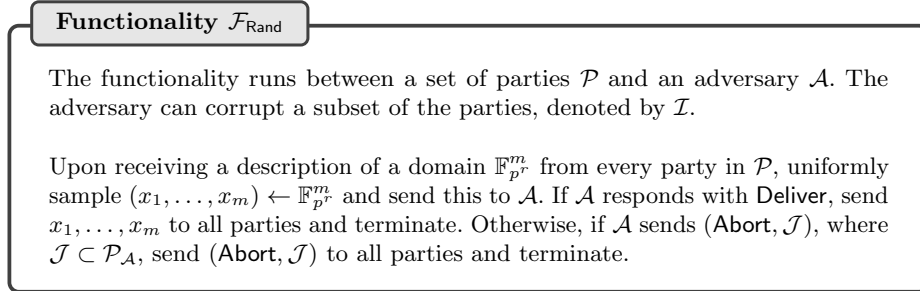 Functionality $\mathcal{F}_{\mathsf{Rand}}$
The functionality runs between a set of parties $\mathcal{P}$ and an adversary $\mathcal{A}$. The
adversary can corrupt a subset of the parties, denoted by $\mathcal{I}$.
Upon receiving a description of a domain $\mathbb{F}_{p^r}^m$ from every party in $\mathcal{P}$, uniformly
sample $(x_1, \ldots, x_m) \leftarrow \mathbb{F}_{p^r}^m$ and send this to $\mathcal{A}$. If $\mathcal{A}$ responds with Deliver, send
$x_1, \ldots, x_m$ to all parties and terminate. Otherwise, if $\mathcal{A}$ sends (Abort, $\mathcal{J}$), where
$\mathcal{J} \subset \mathcal{P}_{\mathcal{A}}$, send (Abort, $\mathcal{J}$) to all parties and terminate.